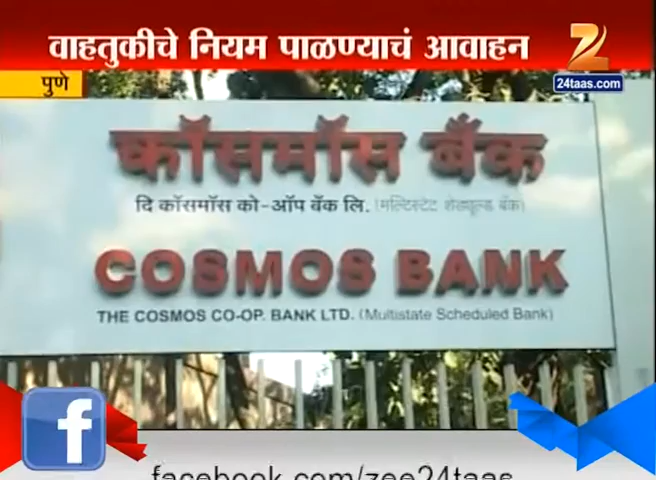 वाहतुकीचे नियम पाळण्याचं आवाहन
24taas.com
पुणे
कॉसमॉस बँक
दि कॉसमॉस को-ऑप बँक लि. (मल्टिस्टेट शेड्यूल्ड बँक)
COSMOS BANK
THE COSMOS CO-OP. BANK LTD. (Multistate Scheduled Bank)
f
facebook.com/zee24taas